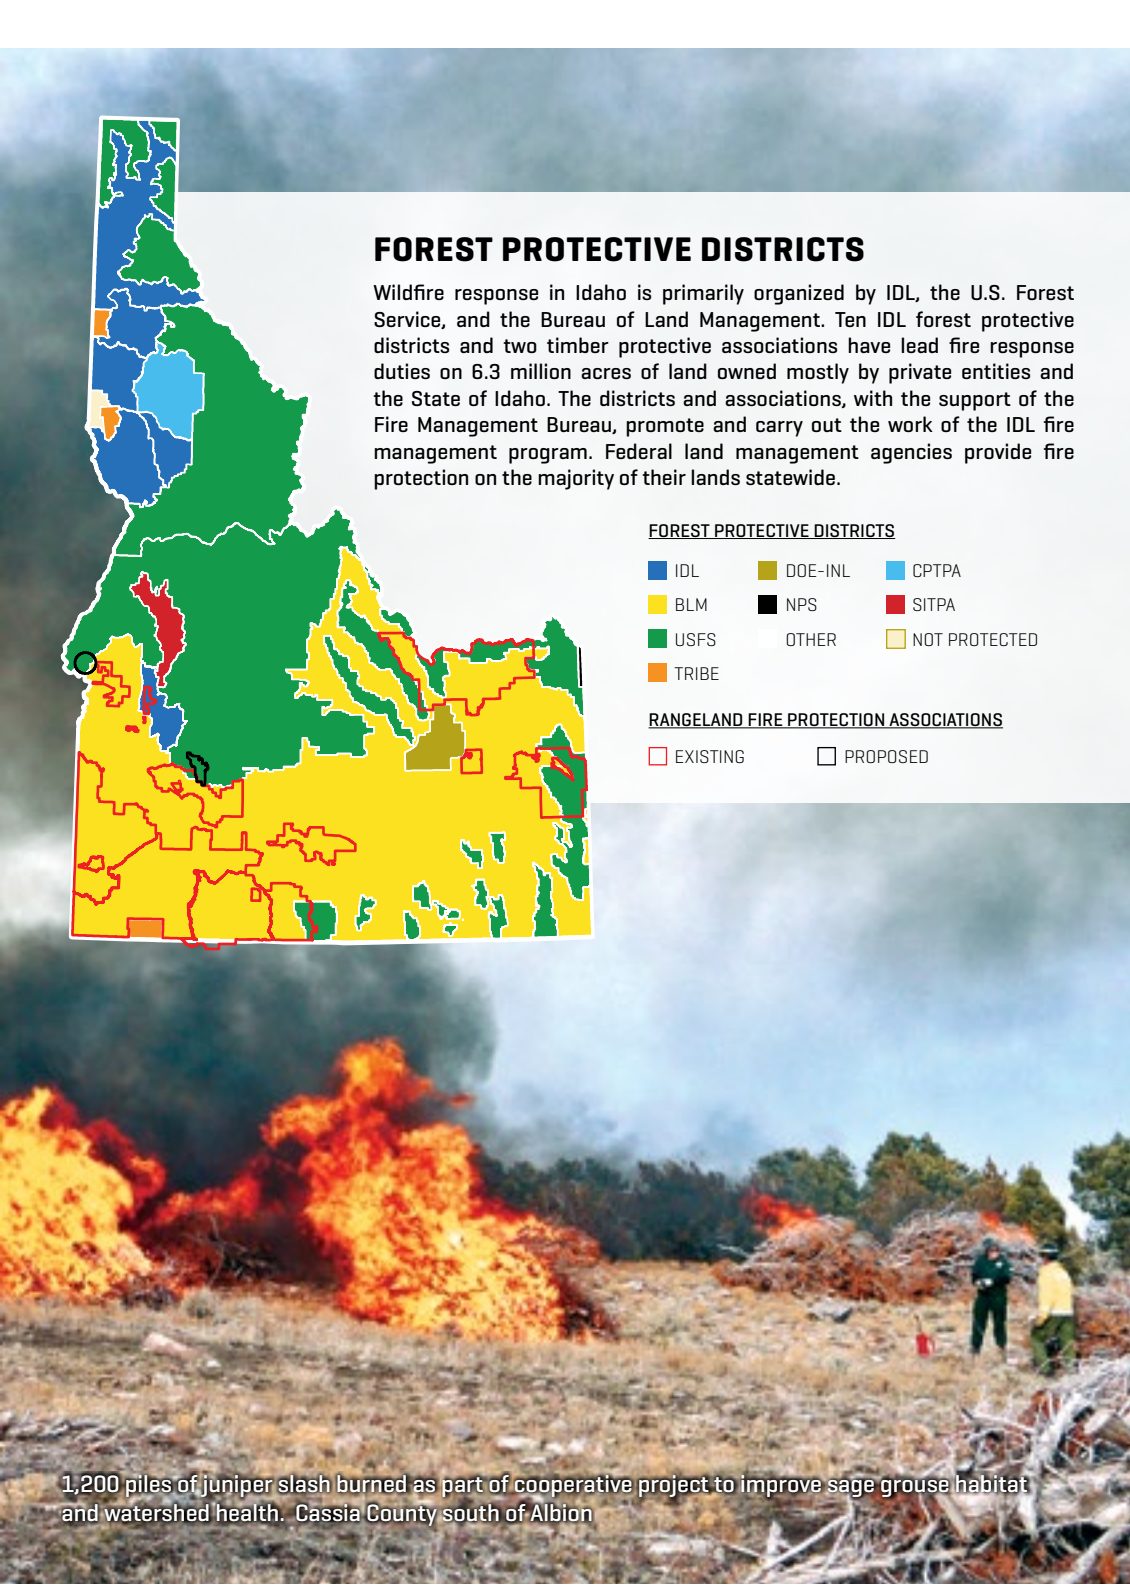 FOREST PROTECTIVE DISTRICTS
Wildfire response in Idaho is primarily organized by IDL, the U.S. Forest
Service, and the Bureau of Land Management. Ten IDL forest protective
districts and two timber protective associations have lead fire response
duties on 6.3 million acres of land owned mostly by private entities and
the State of Idaho. The districts and associations, with the support of the
Fire Management Bureau, promote and carry out the work of the IDL fire
management program. Federal land management agencies provide fire
protection on the majority of their lands statewide.
FOREST PROTECTIVE DISTRICTS
IDL
DOE-INL
CPTPA
BLM
NPS
SITPA
USFS
OTHER
NOT PROTECTED
TRIBE
RANGELAND FIRE PROTECTION ASSOCIATIONS
EXISTING
PROPOSED
1,200 piles of juniper slash burned as part of cooperative project to improve sage grouse habitat
and watershed health. Cassia County south of Albion